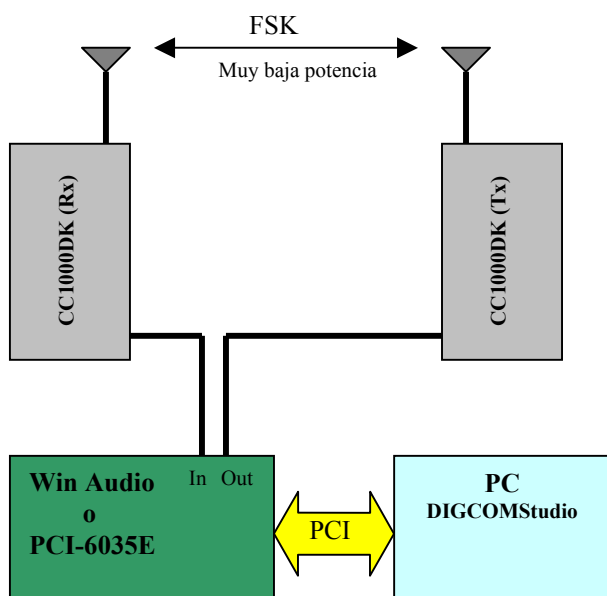 FSK
Muy baja potencia
CC1000DK (Rx)
CC1000DK (Tx)
Win Audio
o
PCI-6035E
In Out
PCI
PC
DIGCOMStudio